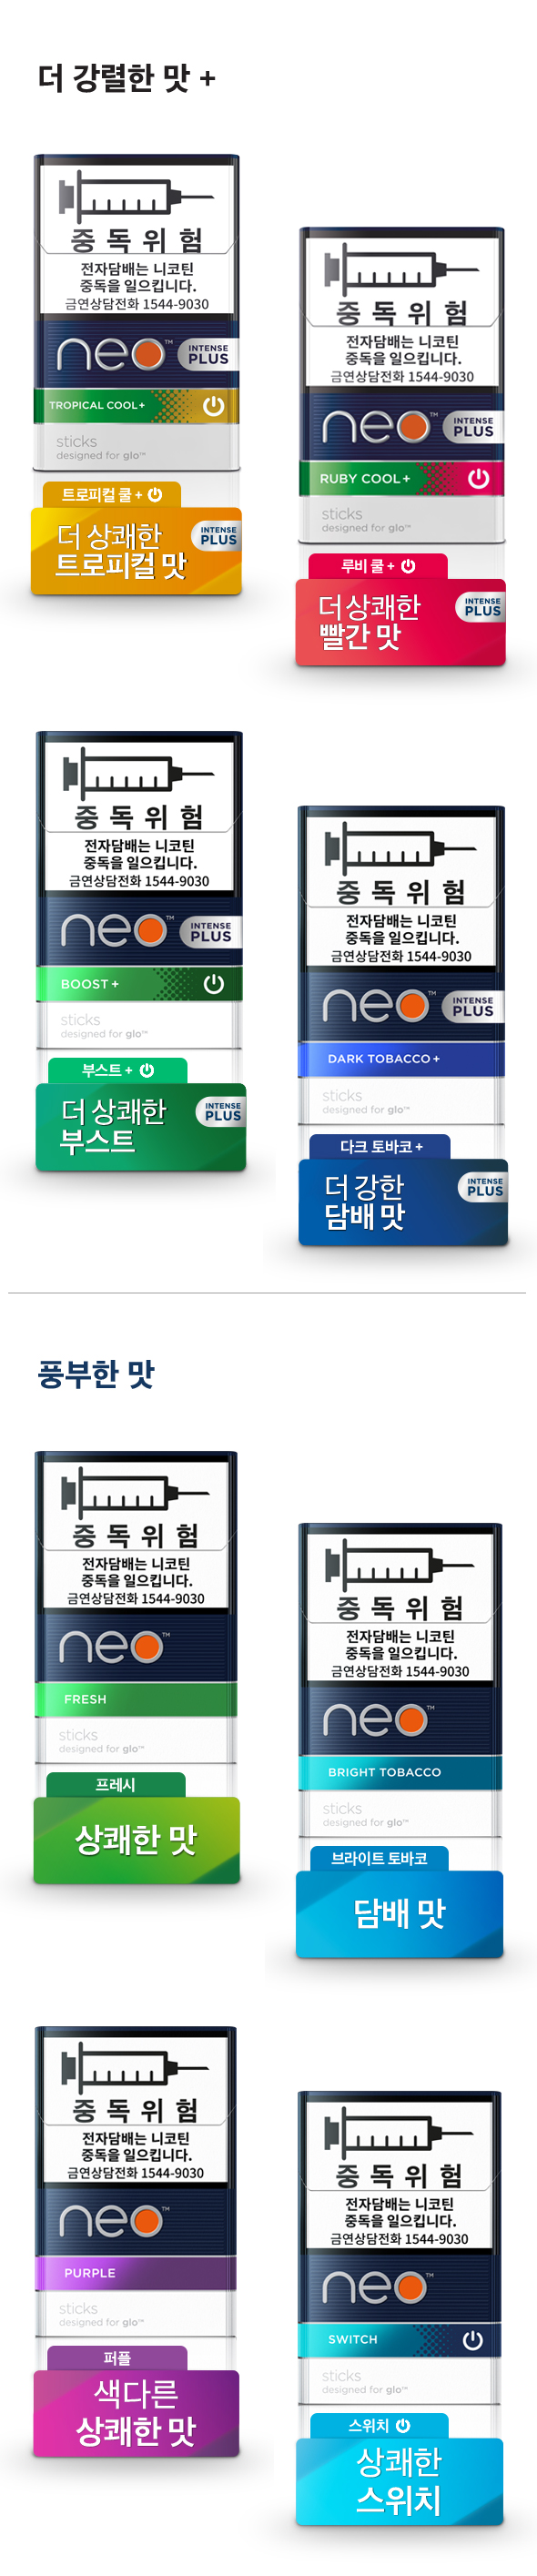 더 강렬한 맛 +
중독위험
전자담배는 니코틴
중독을 일으킵니다.
금연상담전화 1544-9030
neo™ INTENSE PLUS
TROPICAL COOL+
sticks
designed for glo™
트로피컬 쿨 +
더 상쾌한
트로피컬 맛
INTENSE PLUS
중독위험
전자담배는 니코틴
중독을 일으킵니다.
금연상담전화 1544-9030
neo™ INTENSE PLUS
RUBY COOL+
sticks
designed for glo™
루비 쿨 +
더 상쾌한
빨간 맛
INTENSE PLUS
중독위험
전자담배는 니코틴
중독을 일으킵니다.
금연상담전화 1544-9030
neo™ INTENSE PLUS
BOOST+
sticks
designed for glo™
부스트 +
더 상쾌한
부스트
INTENSE PLUS
중독위험
전자담배는 니코틴
중독을 일으킵니다.
금연상담전화 1544-9030
neo™ INTENSE PLUS
DARK TOBACCO+
sticks
designed for glo™
다크 토바코 +
더 강한
담배 맛
INTENSE PLUS
풍부한 맛
중독위험
전자담배는 니코틴
중독을 일으킵니다.
금연상담전화 1544-9030
neo™
FRESH
sticks
designed for glo™
프레시
상쾌한 맛
중독위험
전자담배는 니코틴
중독을 일으킵니다.
금연상담전화 1544-9030
neo™
BRIGHT TOBACCO
sticks
designed for glo™
브라이트 토바코
담배 맛
중독위험
전자담배는 니코틴
중독을 일으킵니다.
금연상담전화 1544-9030
neo™
PURPLE
sticks
designed for glo™
퍼플
색다른
상쾌한 맛
중독위험
전자담배는 니코틴
중독을 일으킵니다.
금연상담전화 1544-9030
neo™
SWITCH
sticks
designed for glo™
스위치
상쾌한
스위치